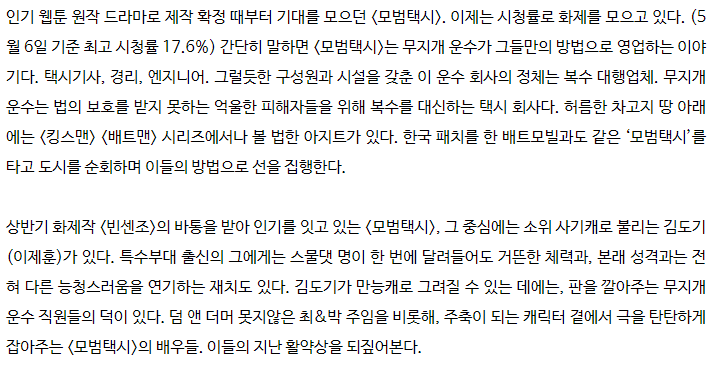 인기 웹툰 원작 드라마로 제작 확정 때부터 기대를 모으던 <모범택시>. 이제는 시청률로 화제를 모으고 있다. (5
월 6일 기준 최고 시청률 17.6%) 간단히 말하면 <모범택시>는 무지개 운수가 그들만의 방법으로 영업하는 이야
기다. 택시기사, 경리, 엔지니어. 그럴듯한 구성원과 시설을 갖춘 이 운수 회사의 정체는 복수 대행업체. 무지개
운수는 법의 보호를 받지 못하는 억울한 피해자들을 위해 복수를 대신하는 택시 회사다. 허름한 차고지 땅 아래
에는 <킹스맨> <배트맨> 시리즈에서나 볼 법한 아지트가 있다. 한국 패치를 한 배트모빌과도 같은 ‘모범택시’를
타고 도시를 순회하며 이들의 방법으로 선을 집행한다.
상반기 화제작 <빈센조>의 바통을 받아 인기를 잇고 있는 <모범택시>, 그 중심에는 소위 사기캐로 불리는 김도기
(이제훈)가 있다. 특수부대 출신의 그에게는 스물댓 명이 한 번에 달려들어도 거뜬한 체력과, 본래 성격과는 전
혀 다른 능청스러움을 연기하는 재치도 있다. 김도기가 만능캐로 그려질 수 있는 데에는, 판을 깔아주는 무지개
운수 직원들의 덕이 있다. 덤 앤 더머 못지않은 최&박 주임을 비롯해, 주축이 되는 캐릭터 곁에서 극을 탄탄하게
잡아주는 <모범택시>의 배우들. 이들의 지난 활약상을 되짚어본다.